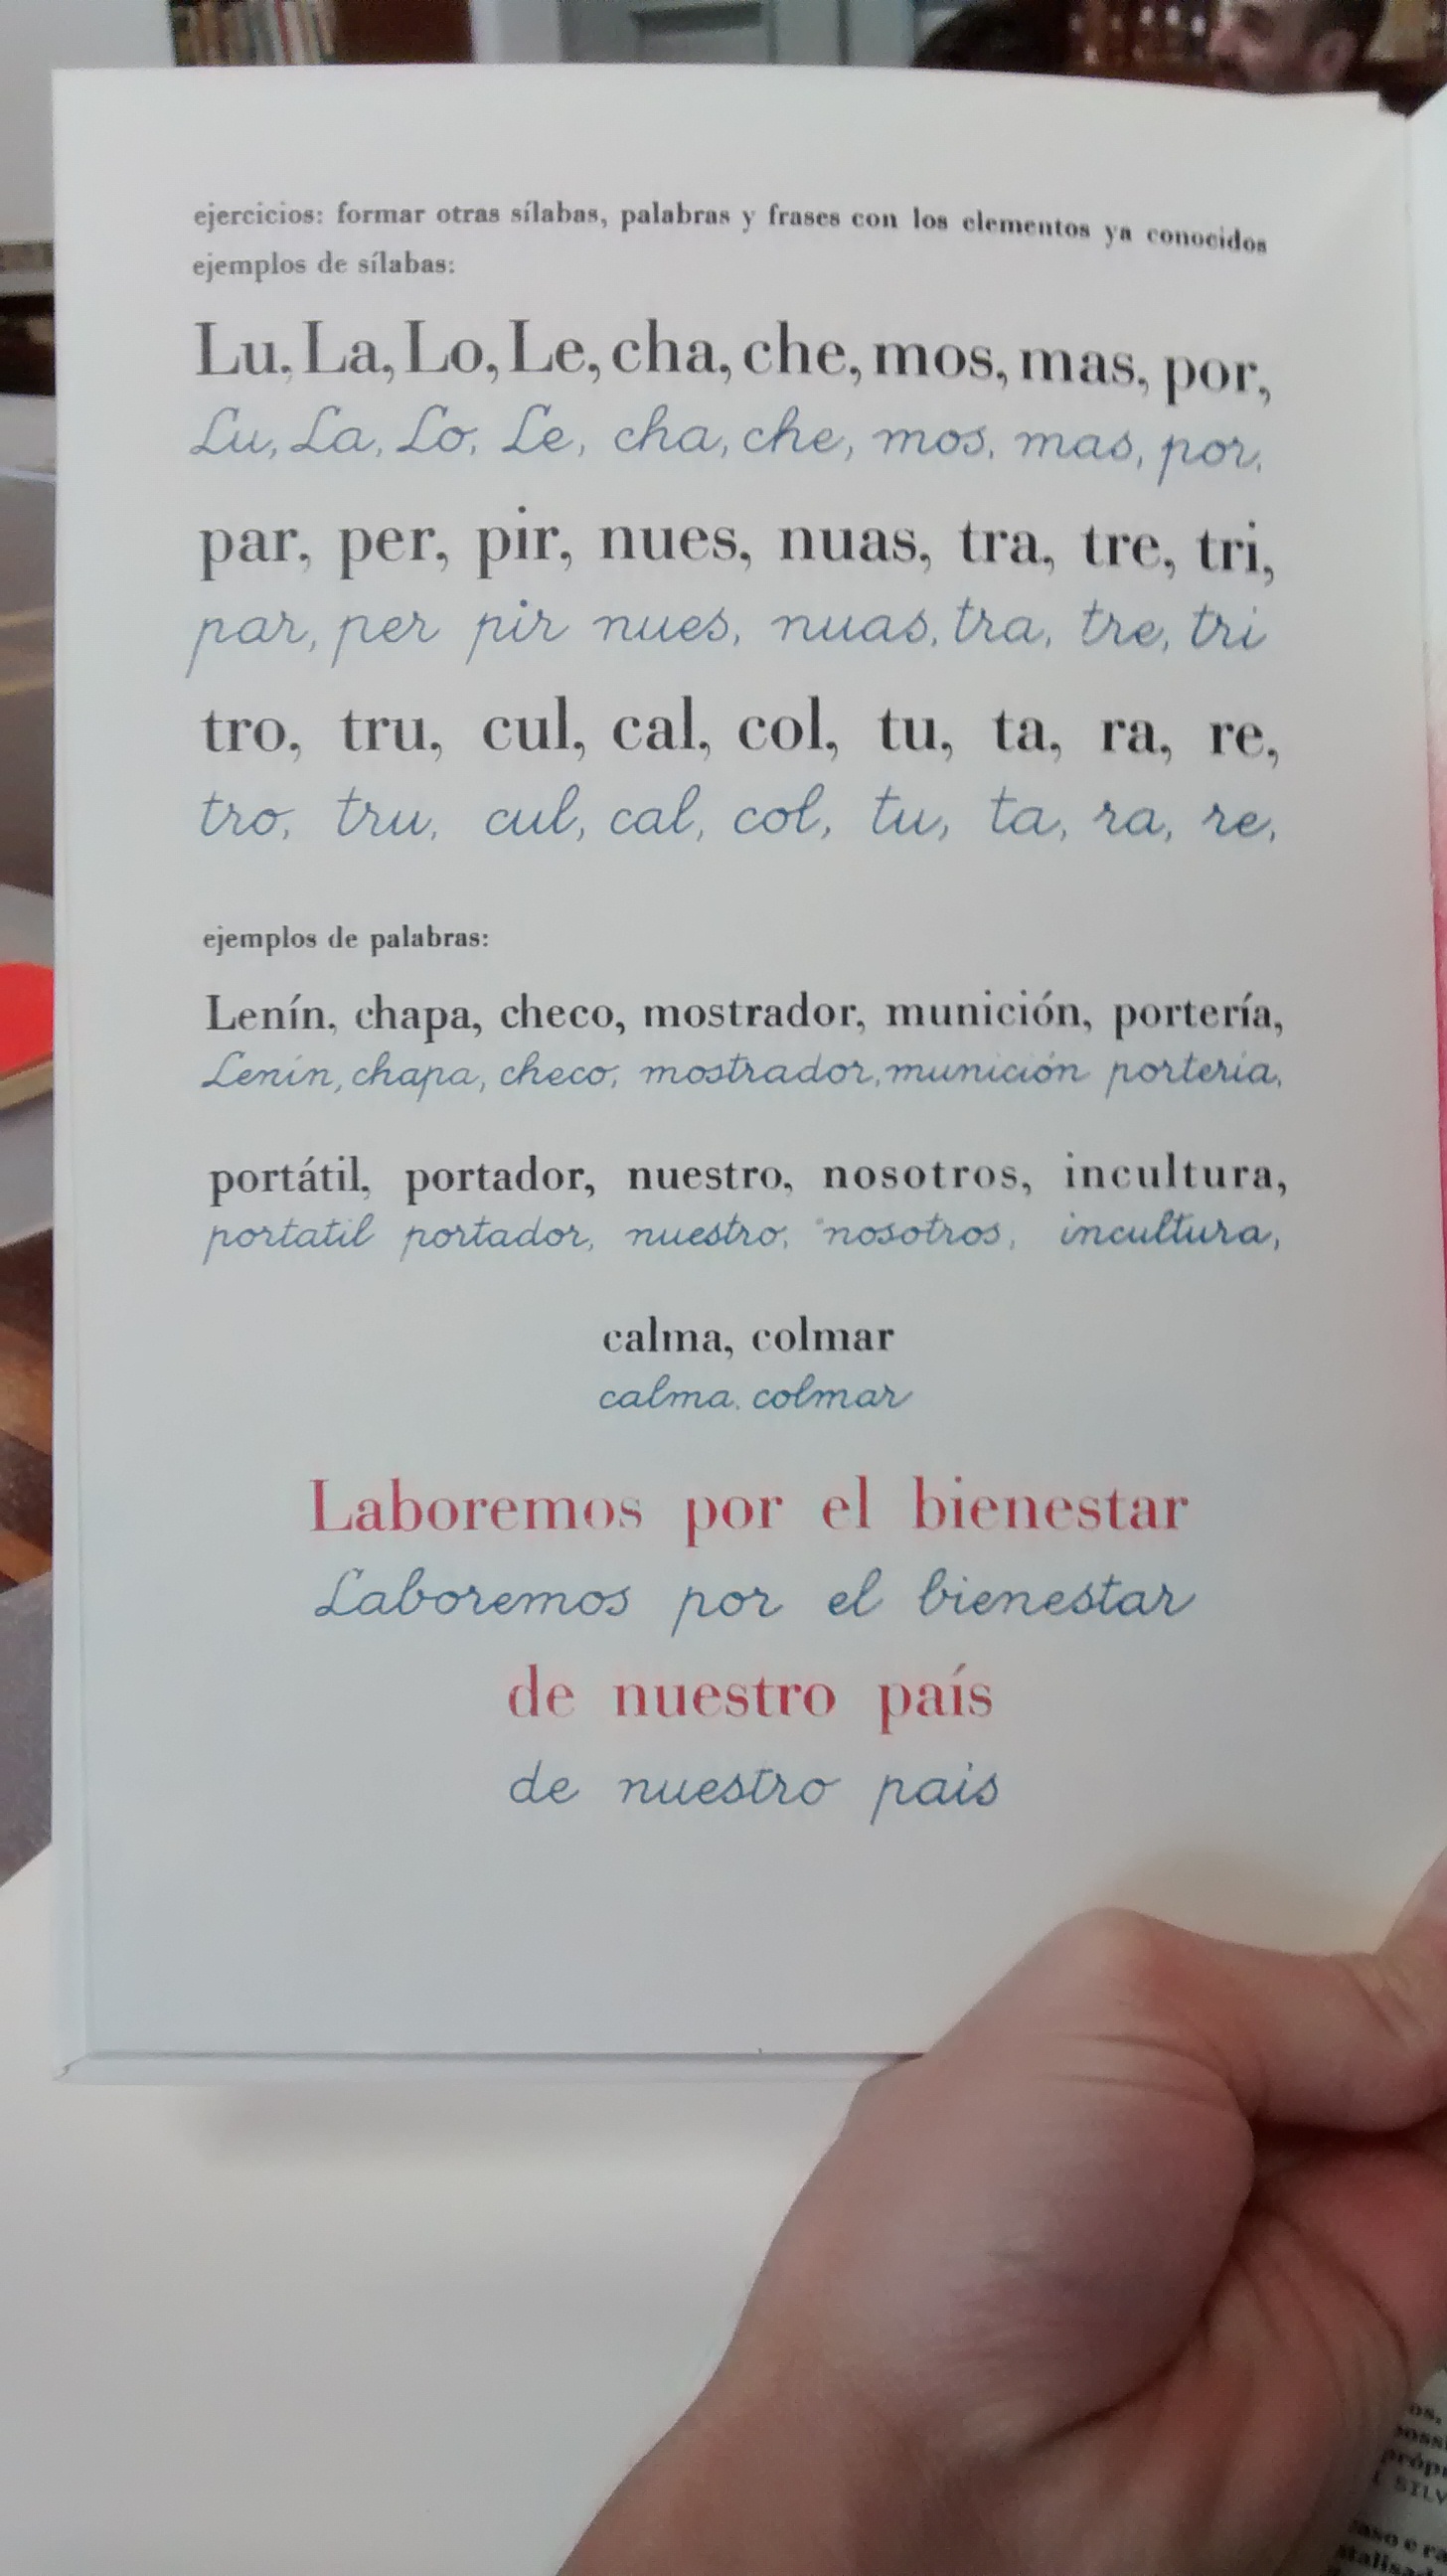 ejercicios: formar otras sílabas, palabras y frases con los elementos ya conocidos
ejemplos de sílabas:
Lu, La, Lo, Le, cha, che, mos, mas, por,
Lu, La, Lo, Le, cha, che, mos, mas, por,
par, per, pir, nues, nuas, tra, tre, tri,
par, per pir nues, nuas, tra, tre, tri
tro, tru, cul, cal, col, tu, ta, ra, re,
tro, tru, cul, cal, col, tu, ta, ra, re,
ejemplos de palabras:
Lenín, chapa, checo, mostrador, munición, portería,
Lenín, chapa, checo, mostrador, munición portería,
portátil, portador, nuestro, nosotros, incultura,
portatil portador, nuestro, nosotros, incultura,
calma, colmar
calma, colmar
Laboremos por el bienestar
Laboremos por el bienestar
de nuestro país
de nuestro pais